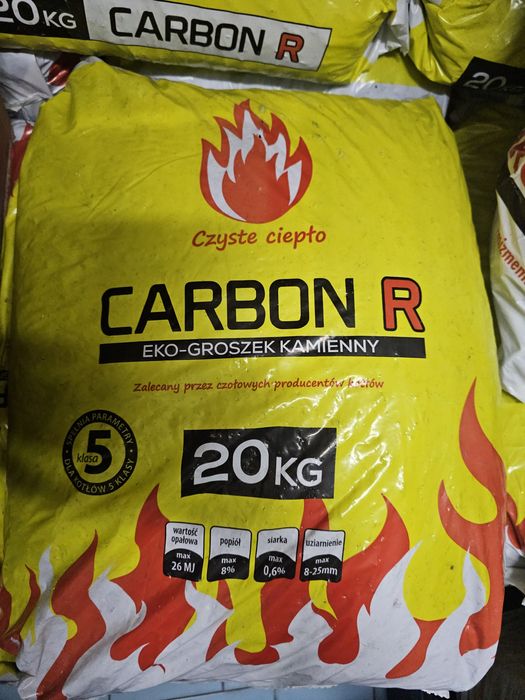 20KG CARBON R
20KG
Czyste ciepło
CARBON R
EKO-GROSZEK KAMIENNY
Zalecany przez czołowych producentów kotłów
SPEŁNIA PARAMETRY
klasa 5
DLA KOTŁÓW 5 KLASY
20KG
wartość opałowa
max
26 MJ
popiół
max
8%
siarka
max
0,6%
uziarnienie
max
8-25mm